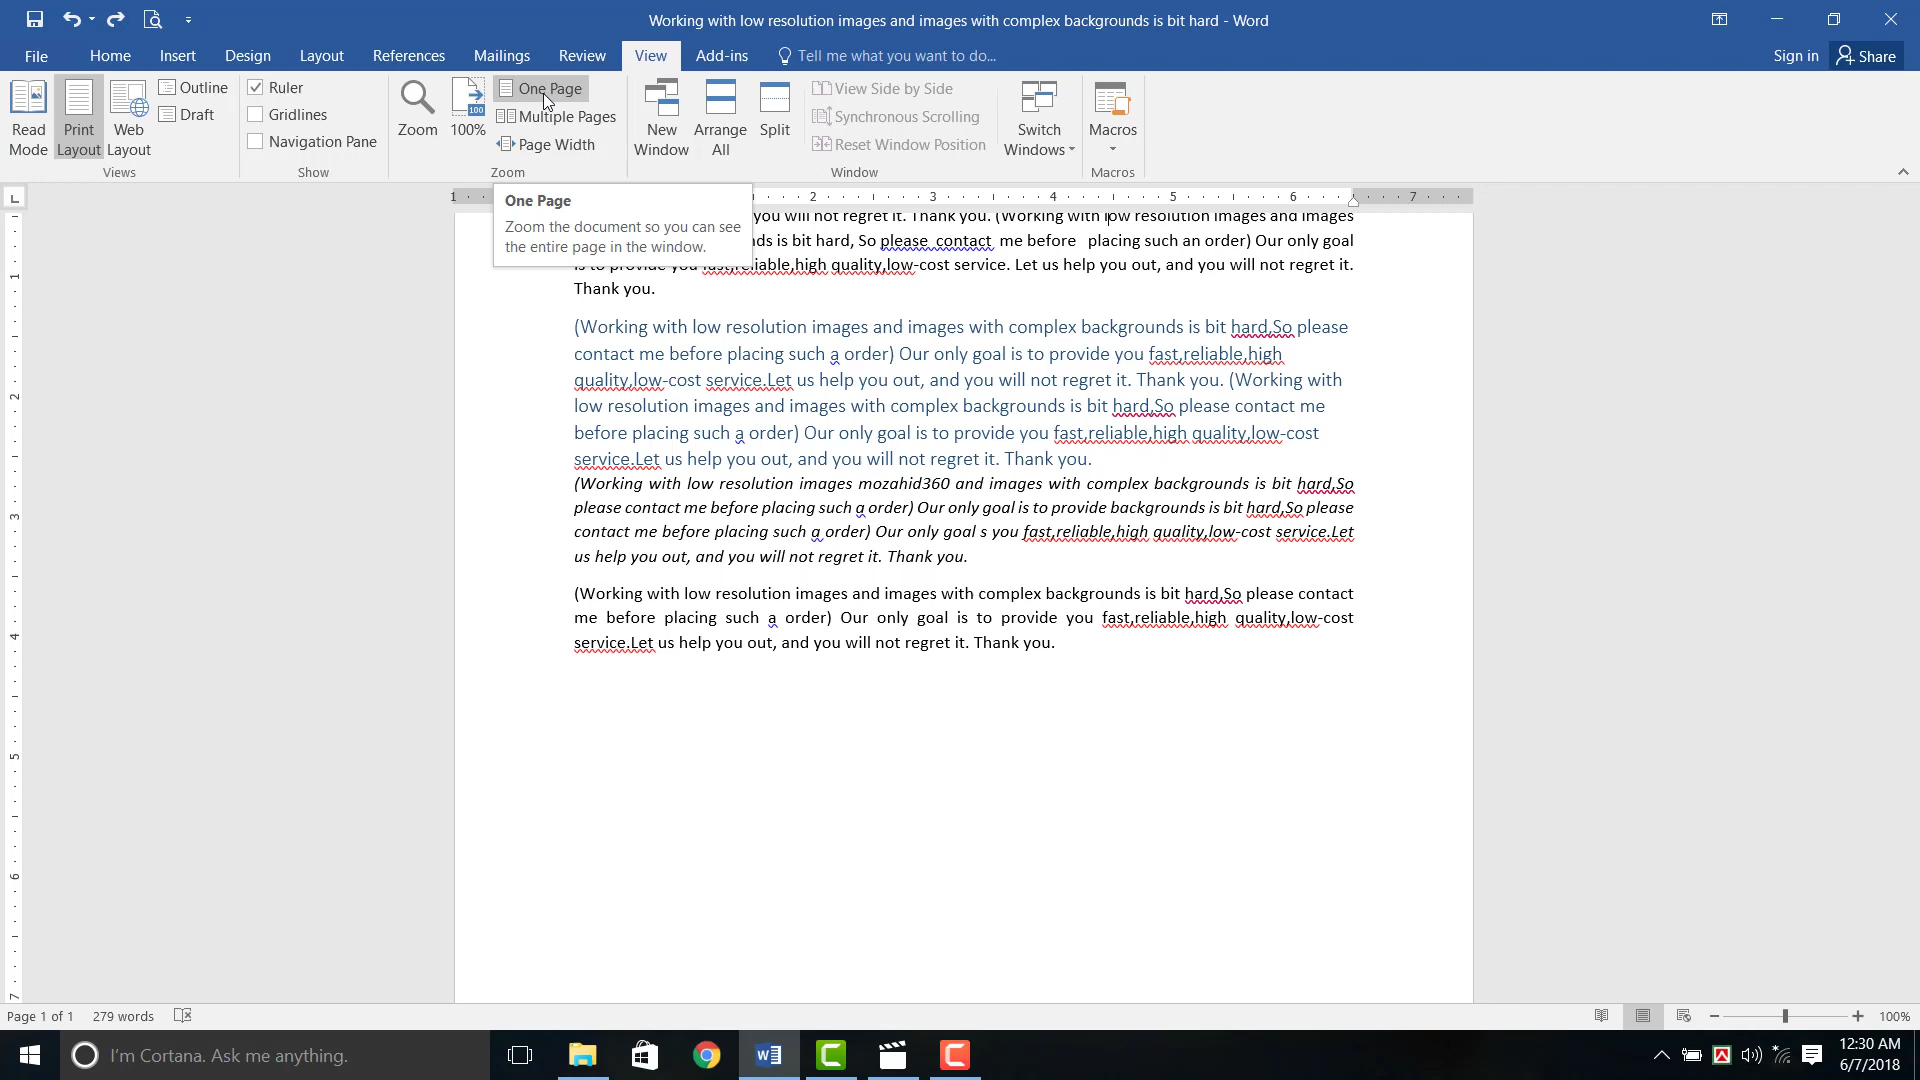 Working with low resolution images and images with complex backgrounds is bit hard - Word
File Home Insert Design Layout References Mailings Review View Add-ins Tell me what you want to do... Sign in Share
Read Mode
Print Layout
Web Layout
Outline
Draft
Views
Ruler
Gridlines
Navigation Pane
Show
Zoom
100
100%
One Page
Multiple Pages
Page Width
Zoom
New Window
Arrange All
Split
View Side by Side
Synchronous Scrolling
Reset Window Position
Switch Windows
Window
Macros
Macros
L
1 2 3 4 5 6 7
One Page
Zoom the document so you can see
the entire page in the window.
you will not regret it. Thank you. (Working with low resolution images and images
is bit hard, So please contact me before placing such an order) Our only goal
you fast,reliable,high quality,low-cost service. Let us help you out, and you will not regret it.
Thank you.
(Working with low resolution images and images with complex backgrounds is bit hard,So please
contact me before placing such a order) Our only goal is to provide you fast,reliable,high
quality,low-cost service.Let us help you out, and you will not regret it. Thank you. (Working with
low resolution images and images with complex backgrounds is bit hard,So please contact me
before placing such a order) Our only goal is to provide you fast,reliable,high quality,low-cost
service.Let us help you out, and you will not regret it. Thank you.
(Working with low resolution images mozahid360 and images with complex backgrounds is bit hard,So
please contact me before placing such a order) Our only goal is to provide backgrounds is bit hard,So please
contact me before placing such a order) Our only goal s you fast,reliable,high quality,low-cost service.Let
us help you out, and you will not regret it. Thank you.
(Working with low resolution images and images with complex backgrounds is bit hard,So please contact
me before placing such a order) Our only goal is to provide you fast,reliable,high quality,low-cost
service.Let us help you out, and you will not regret it. Thank you.
1
2
3
4
5
6
7
Page 1 of 1 279 words 100%
I'm Cortana. Ask me anything.
12:30 AM
6/7/2018